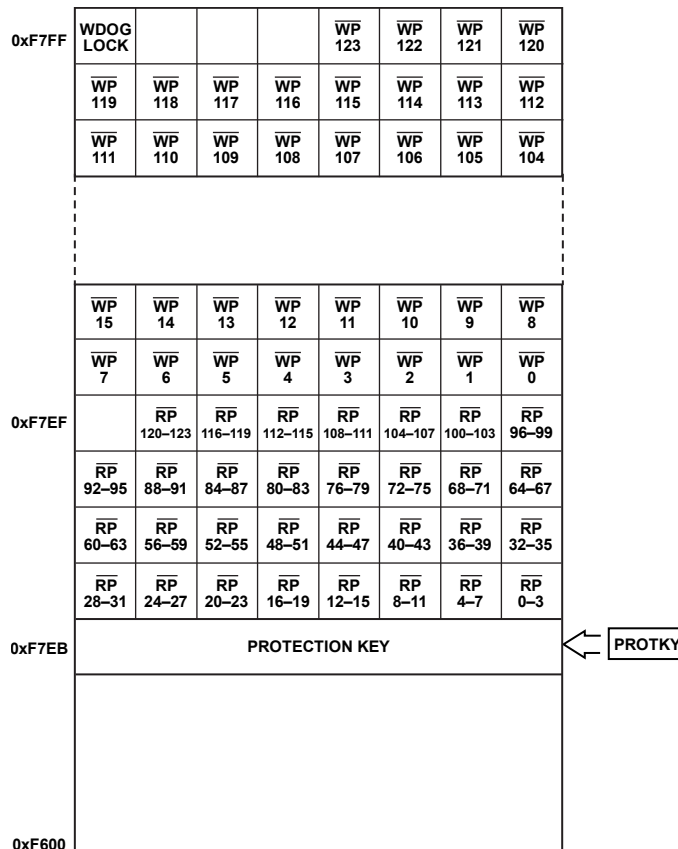 0xF7FF
WDOG LOCK
WP 123
WP 122
WP 121
WP 120
WP 119
WP 118
WP 117
WP 116
WP 115
WP 114
WP 113
WP 112
WP 111
WP 110
WP 109
WP 108
WP 107
WP 106
WP 105
WP 104
WP 15
WP 14
WP 13
WP 12
WP 11
WP 10
WP 9
WP 8
WP 7
WP 6
WP 5
WP 4
WP 3
WP 2
WP 1
WP 0
0xF7EF
RP 120–123
RP 116–119
RP 112–115
RP 108–111
RP 104–107
RP 100–103
RP 96–99
RP 92–95
RP 88–91
RP 84–87
RP 80–83
RP 76–79
RP 72–75
RP 68–71
RP 64–67
RP 60–63
RP 56–59
RP 52–55
RP 48–51
RP 44–47
RP 40–43
RP 36–39
RP 32–35
RP 28–31
RP 24–27
RP 20–23
RP 16–19
RP 12–15
RP 8–11
RP 4–7
RP 0–3
0xF7EB
PROTECTION KEY
PROTKY
0xF600